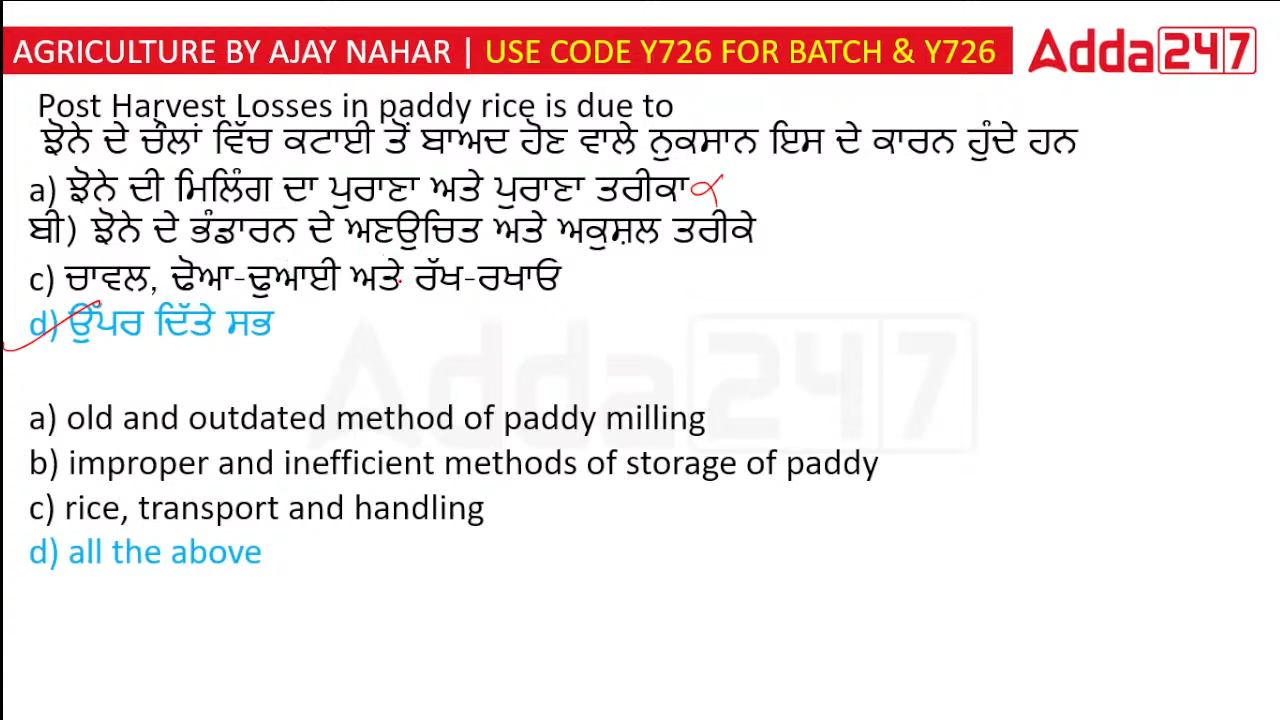 AGRICULTURE BY AJAY NAHAR | USE CODE Y726 FOR BATCH & Y726
Adda247
Post Harvest Losses in paddy rice is due to
ਝੋਨੇ ਦੇ ਚੌਲਾਂ ਵਿੱਚ ਕਟਾਈ ਤੋਂ ਬਾਅਦ ਹੋਣ ਵਾਲੇ ਨੁਕਸਾਨ ਇਸ ਦੇ ਕਾਰਨ ਹੁੰਦੇ ਹਨ
a) ਝੋਨੇ ਦੀ ਮਿਲਿੰਗ ਦਾ ਪੁਰਾਣਾ ਅਤੇ ਪੁਰਾਣਾ ਤਰੀਕਾ
ਬੀ) ਝੋਨੇ ਦੇ ਭੰਡਾਰਨ ਦੇ ਅਣਉਚਿਤ ਅਤੇ ਅਕੁਸ਼ਲ ਤਰੀਕੇ
c) ਚਾਵਲ, ਢੋਆ-ਢੁਆਈ ਅਤੇ ਰੱਖ-ਰਖਾਓ
d) ਉੱਪਰ ਦਿੱਤੇ ਸਭ
Adda247
a) old and outdated method of paddy milling
b) improper and inefficient methods of storage of paddy
c) rice, transport and handling
d) all the above